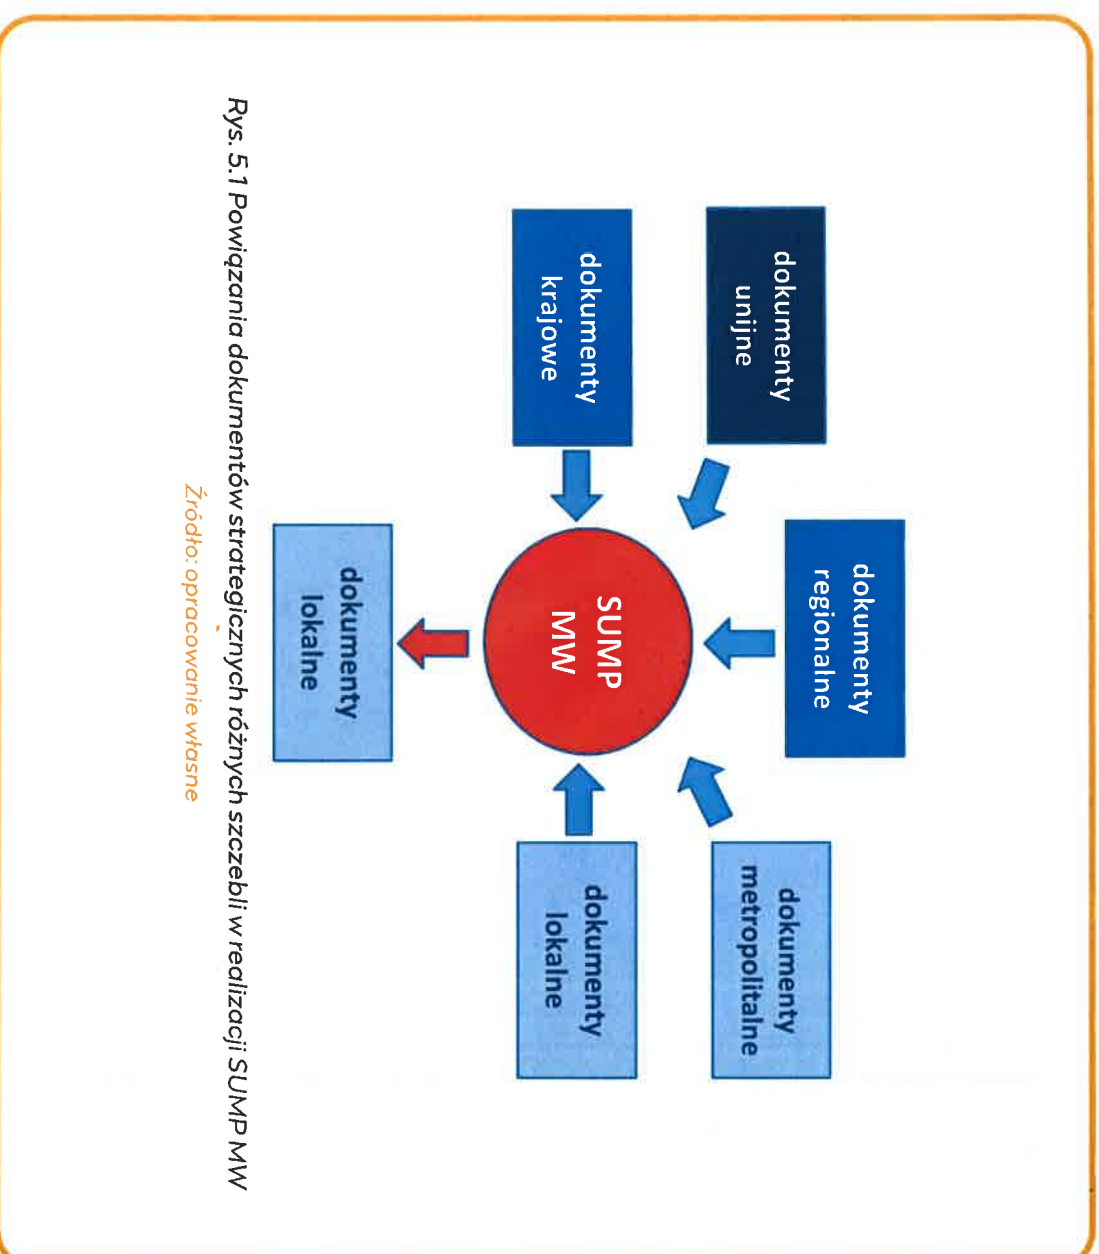 dokumenty
regionalne
dokumenty
unijne
dokumenty
metropolitalne
dokumenty
krajowe
SUMP
MW
dokumenty
lokalne
dokumenty
lokalne
Rys. 5.1 Powiązania dokumentów strategicznych różnych szczebli w realizacji SUMP MW
Źródło: opracowanie własne